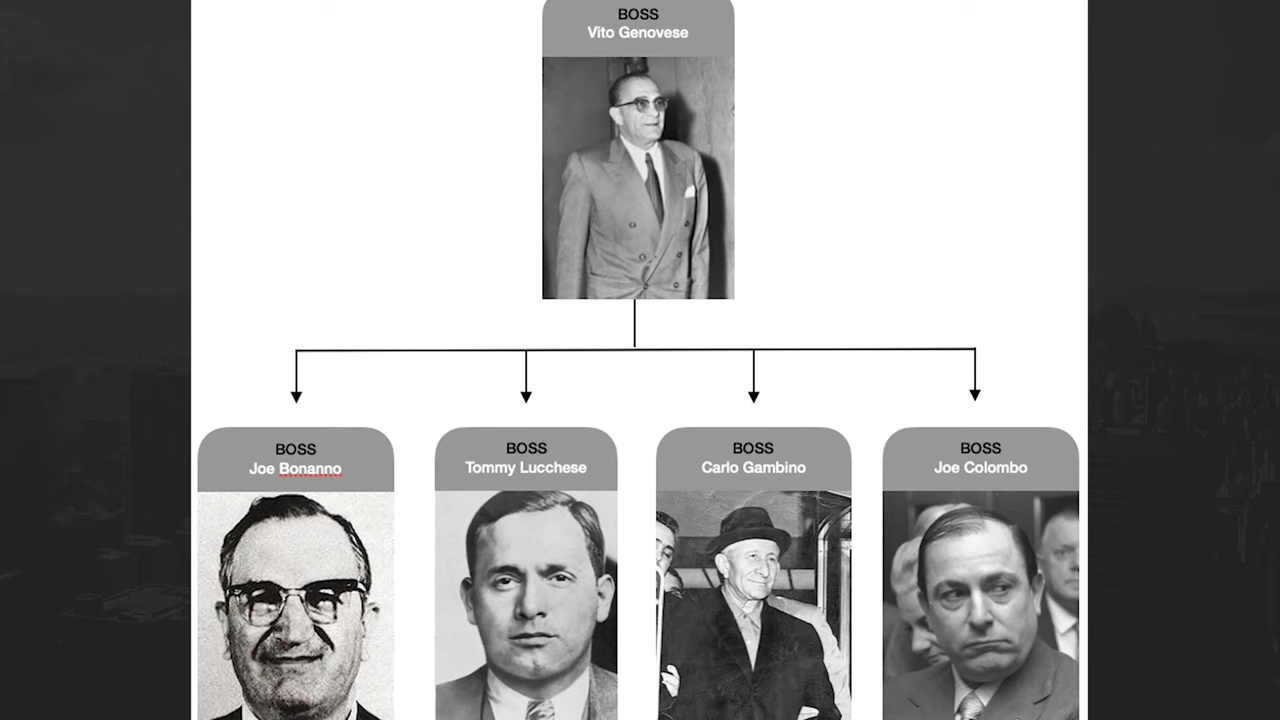 BOSS
Vito Genovese
BOSS
Joe Bonanno
BOSS
Tommy Lucchese
BOSS
Carlo Gambino
BOSS
Joe Colombo